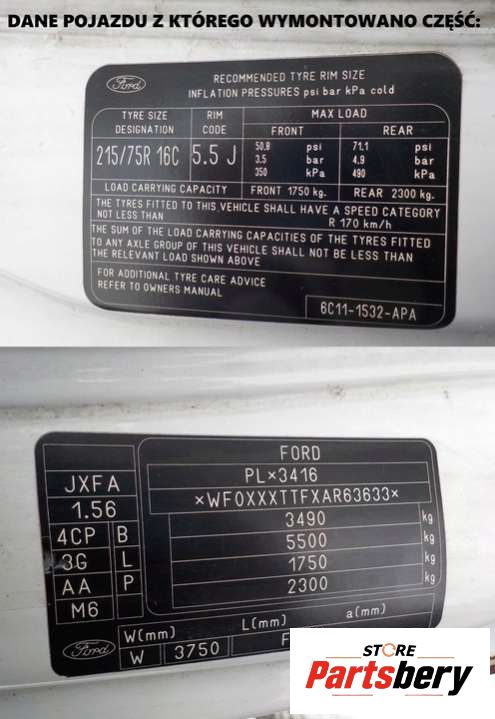 DANE POJAZDU Z KTÓREGO WYMONTOWANO CZĘŚĆ:
Ford
RECOMMENDED TYRE RIM SIZE
INFLATION PRESSURES psi bar kPa cold
TYRE SIZE DESIGNATION RIM CODE MAX LOAD
FRONT REAR
215/75R 16C 5.5 J 50.8 psi 71.1 psi
3.5 bar 4.9 bar
350 kPa 490 kPa
LOAD CARRYING CAPACITY FRONT 1750 kg. REAR 2300 kg.
THE TYRES FITTED TO THIS VEHICLE SHALL HAVE A SPEED CATEGORY
NOT LESS THAN R 170 km/h
THE SUM OF THE LOAD CARRYING CAPACITIES OF THE TYRES FITTED
TO ANY AXLE GROUP OF THIS VEHICLE SHALL NOT BE LESS THAN
THE RELEVANT LOAD SHOWN ABOVE
FOR ADDITIONAL TYRE CARE ADVICE
REFER TO OWNERS MANUAL
6C11-1532-APA
FORD
PL×3416
JXFA
×WF0XXXTTFXAR63633×
1.56
3490 kg
4CP B
5500 kg
3G L
1750 kg
AA P
2300 kg
M6
Ford
W(mm) L(mm) a(mm)
W 3750 F
STORE
Partsbery